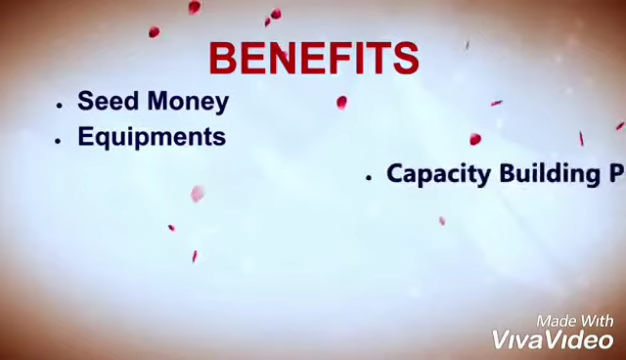 BENEFITS
• Seed Money
• Equipments
• Capacity Building P
Made With
VivaVideo